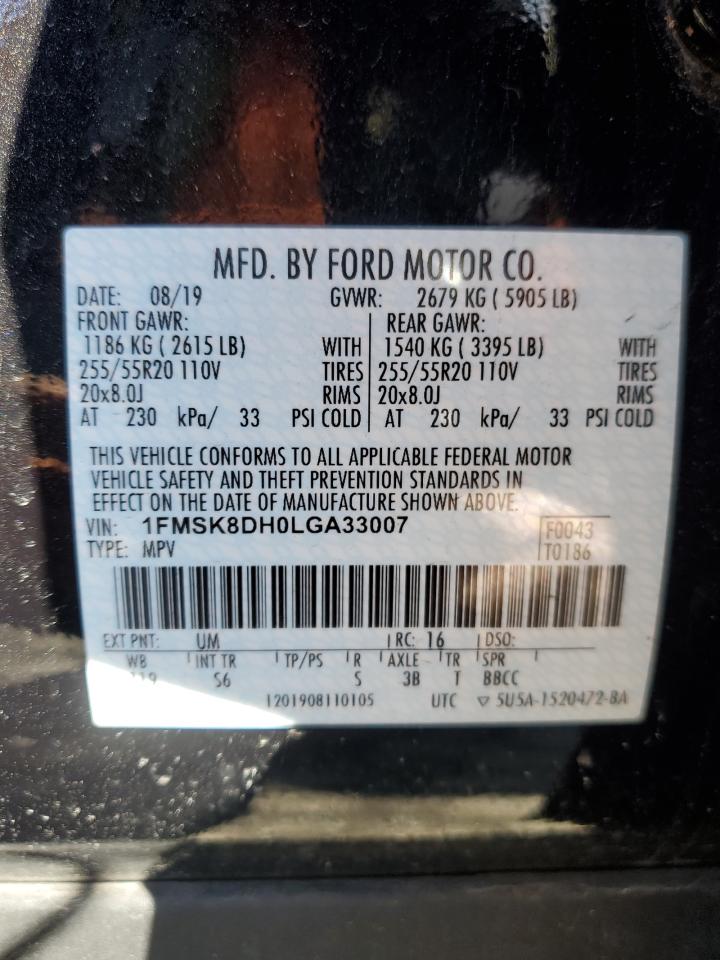 MFD. BY FORD MOTOR CO.
DATE: 08/19 GVWR: 2679 KG ( 5905 LB)
FRONT GAWR: REAR GAWR:
1186 KG ( 2615 LB) WITH 1540 KG ( 3395 LB) WITH
255/55R20 110V TIRES 255/55R20 110V TIRES
20x8.0J RIMS 20x8.0J RIMS
AT 230 kPa/ 33 PSI COLD AT 230 kPa/ 33 PSI COLD
THIS VEHICLE CONFORMS TO ALL APPLICABLE FEDERAL MOTOR
VEHICLE SAFETY AND THEFT PREVENTION STANDARDS IN
EFFECT ON THE DATE OF MANUFACTURE SHOWN ABOVE.
VIN: 1FMSK8DH0LGA33007 F0043
TYPE: MPV T0186
EXT PNT: UM RC: 16 DSO:
WB INT TR TP/PS R AXLE TR SPR
119 S6 S 3B T BBCC
1201908110105 UTC ▽ 5U5A-1520472-BA